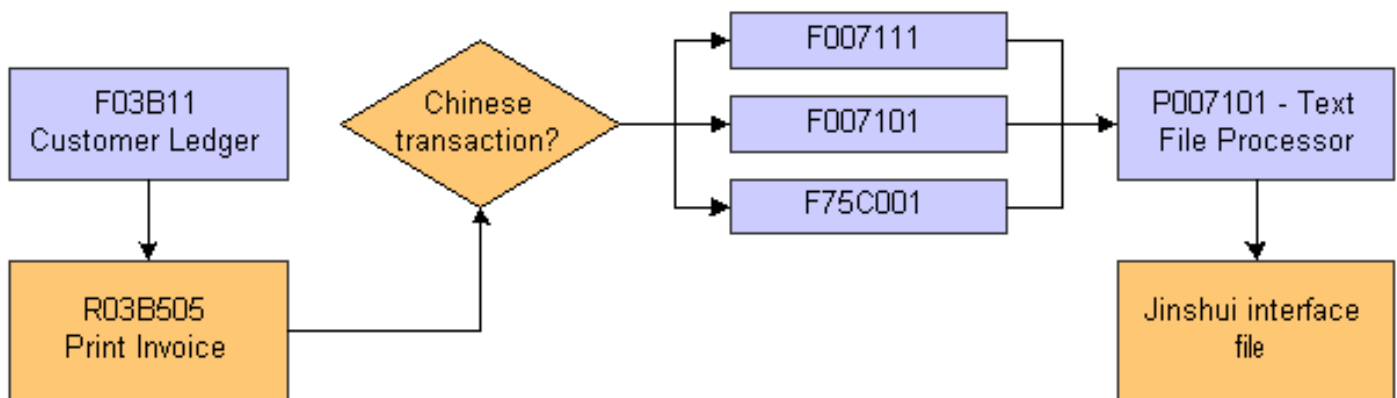 F03B11
Customer Ledger
R03B505
Print Invoice
Chinese
transaction?
F007111
F007101
F75C001
P007101 - Text
File Processor
Jinshui interface
file